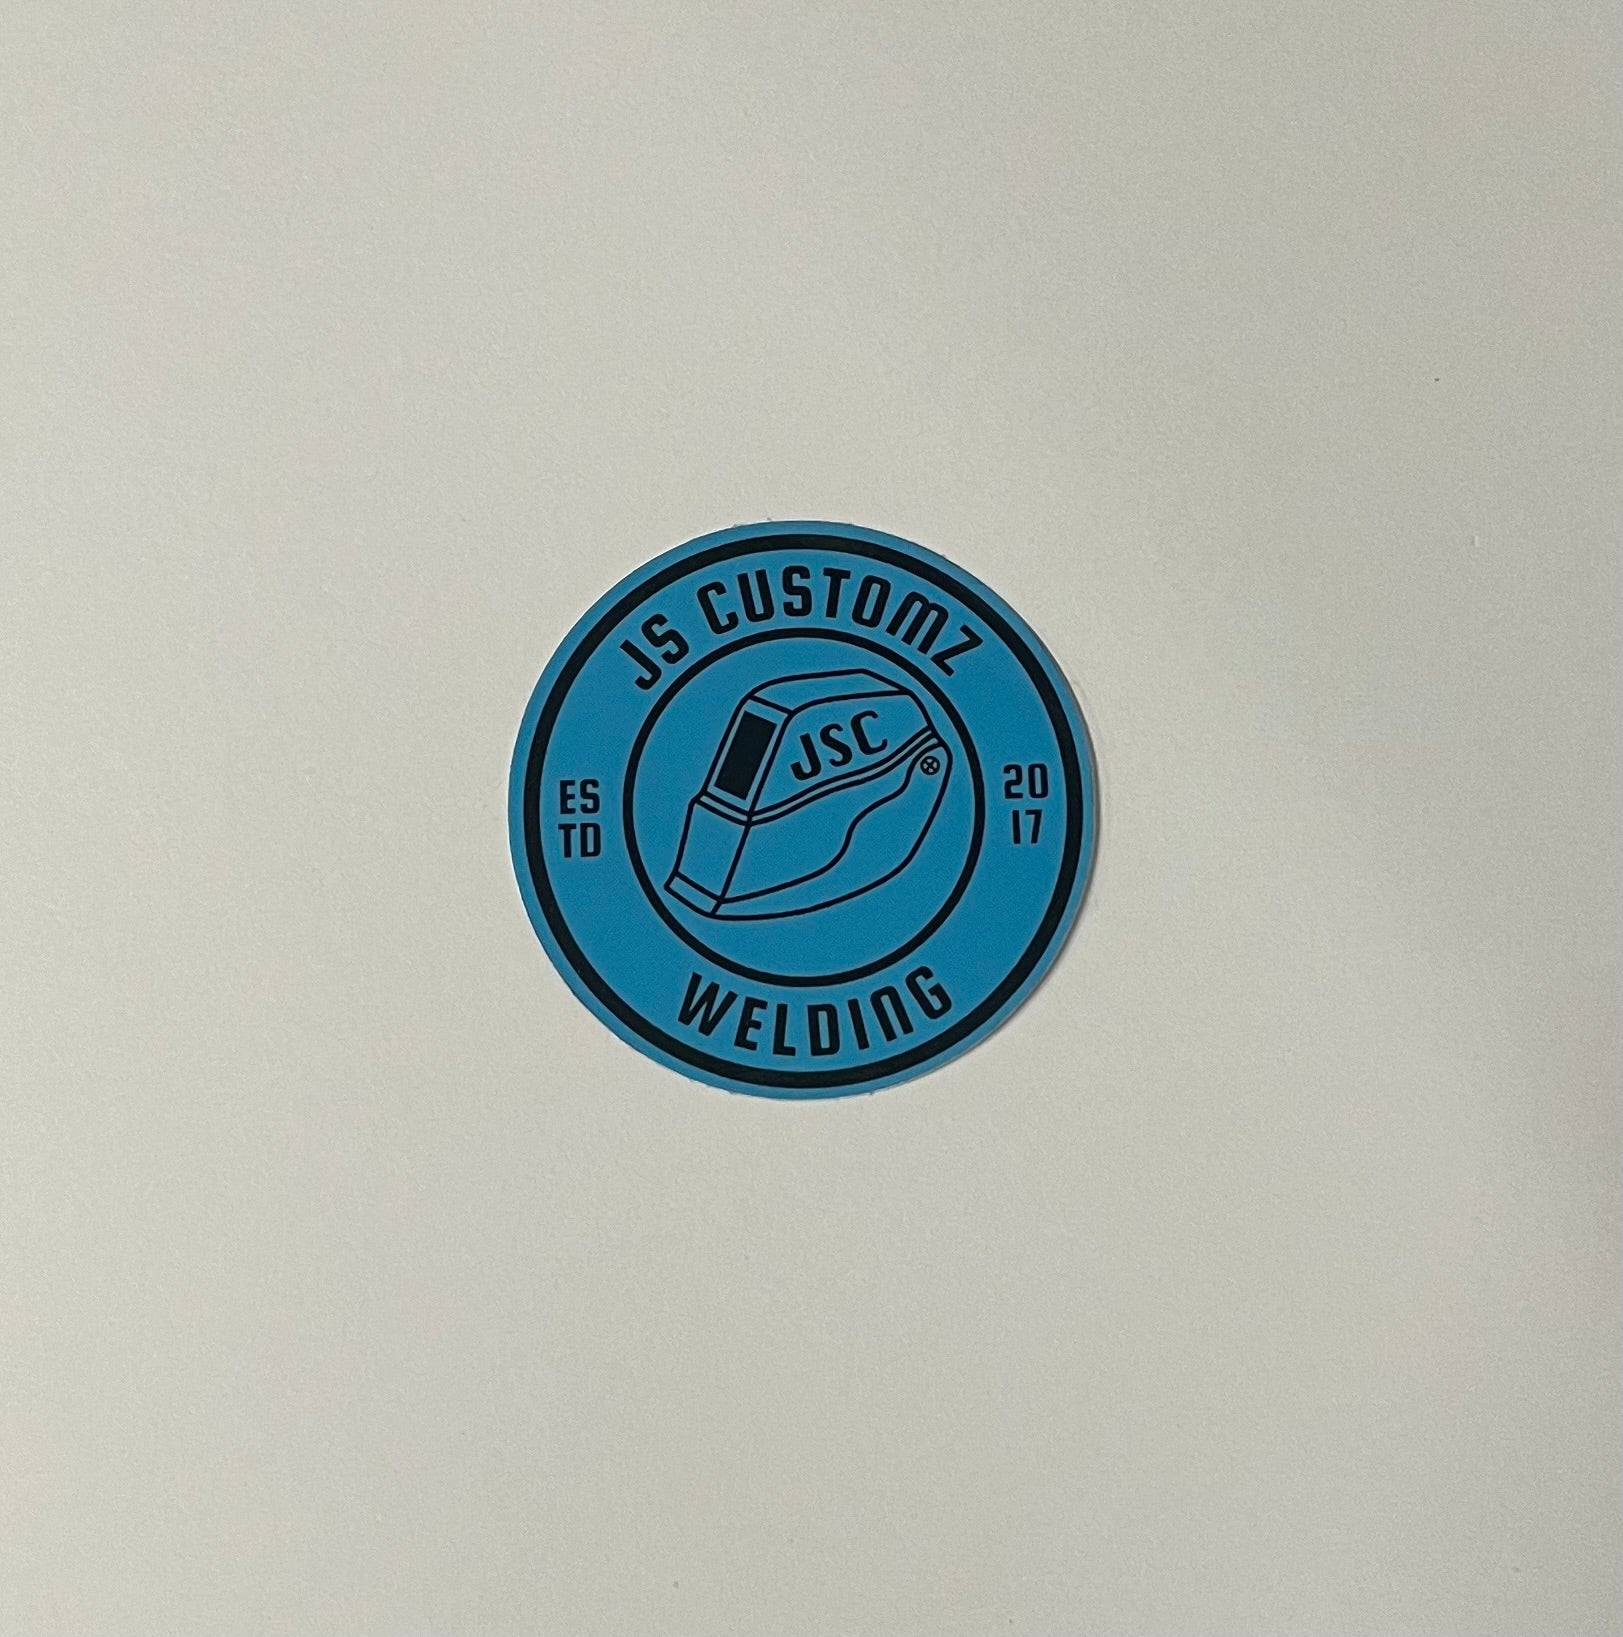 JS CUSTOMZ
JSC
ES
TD
20
17
WELDING